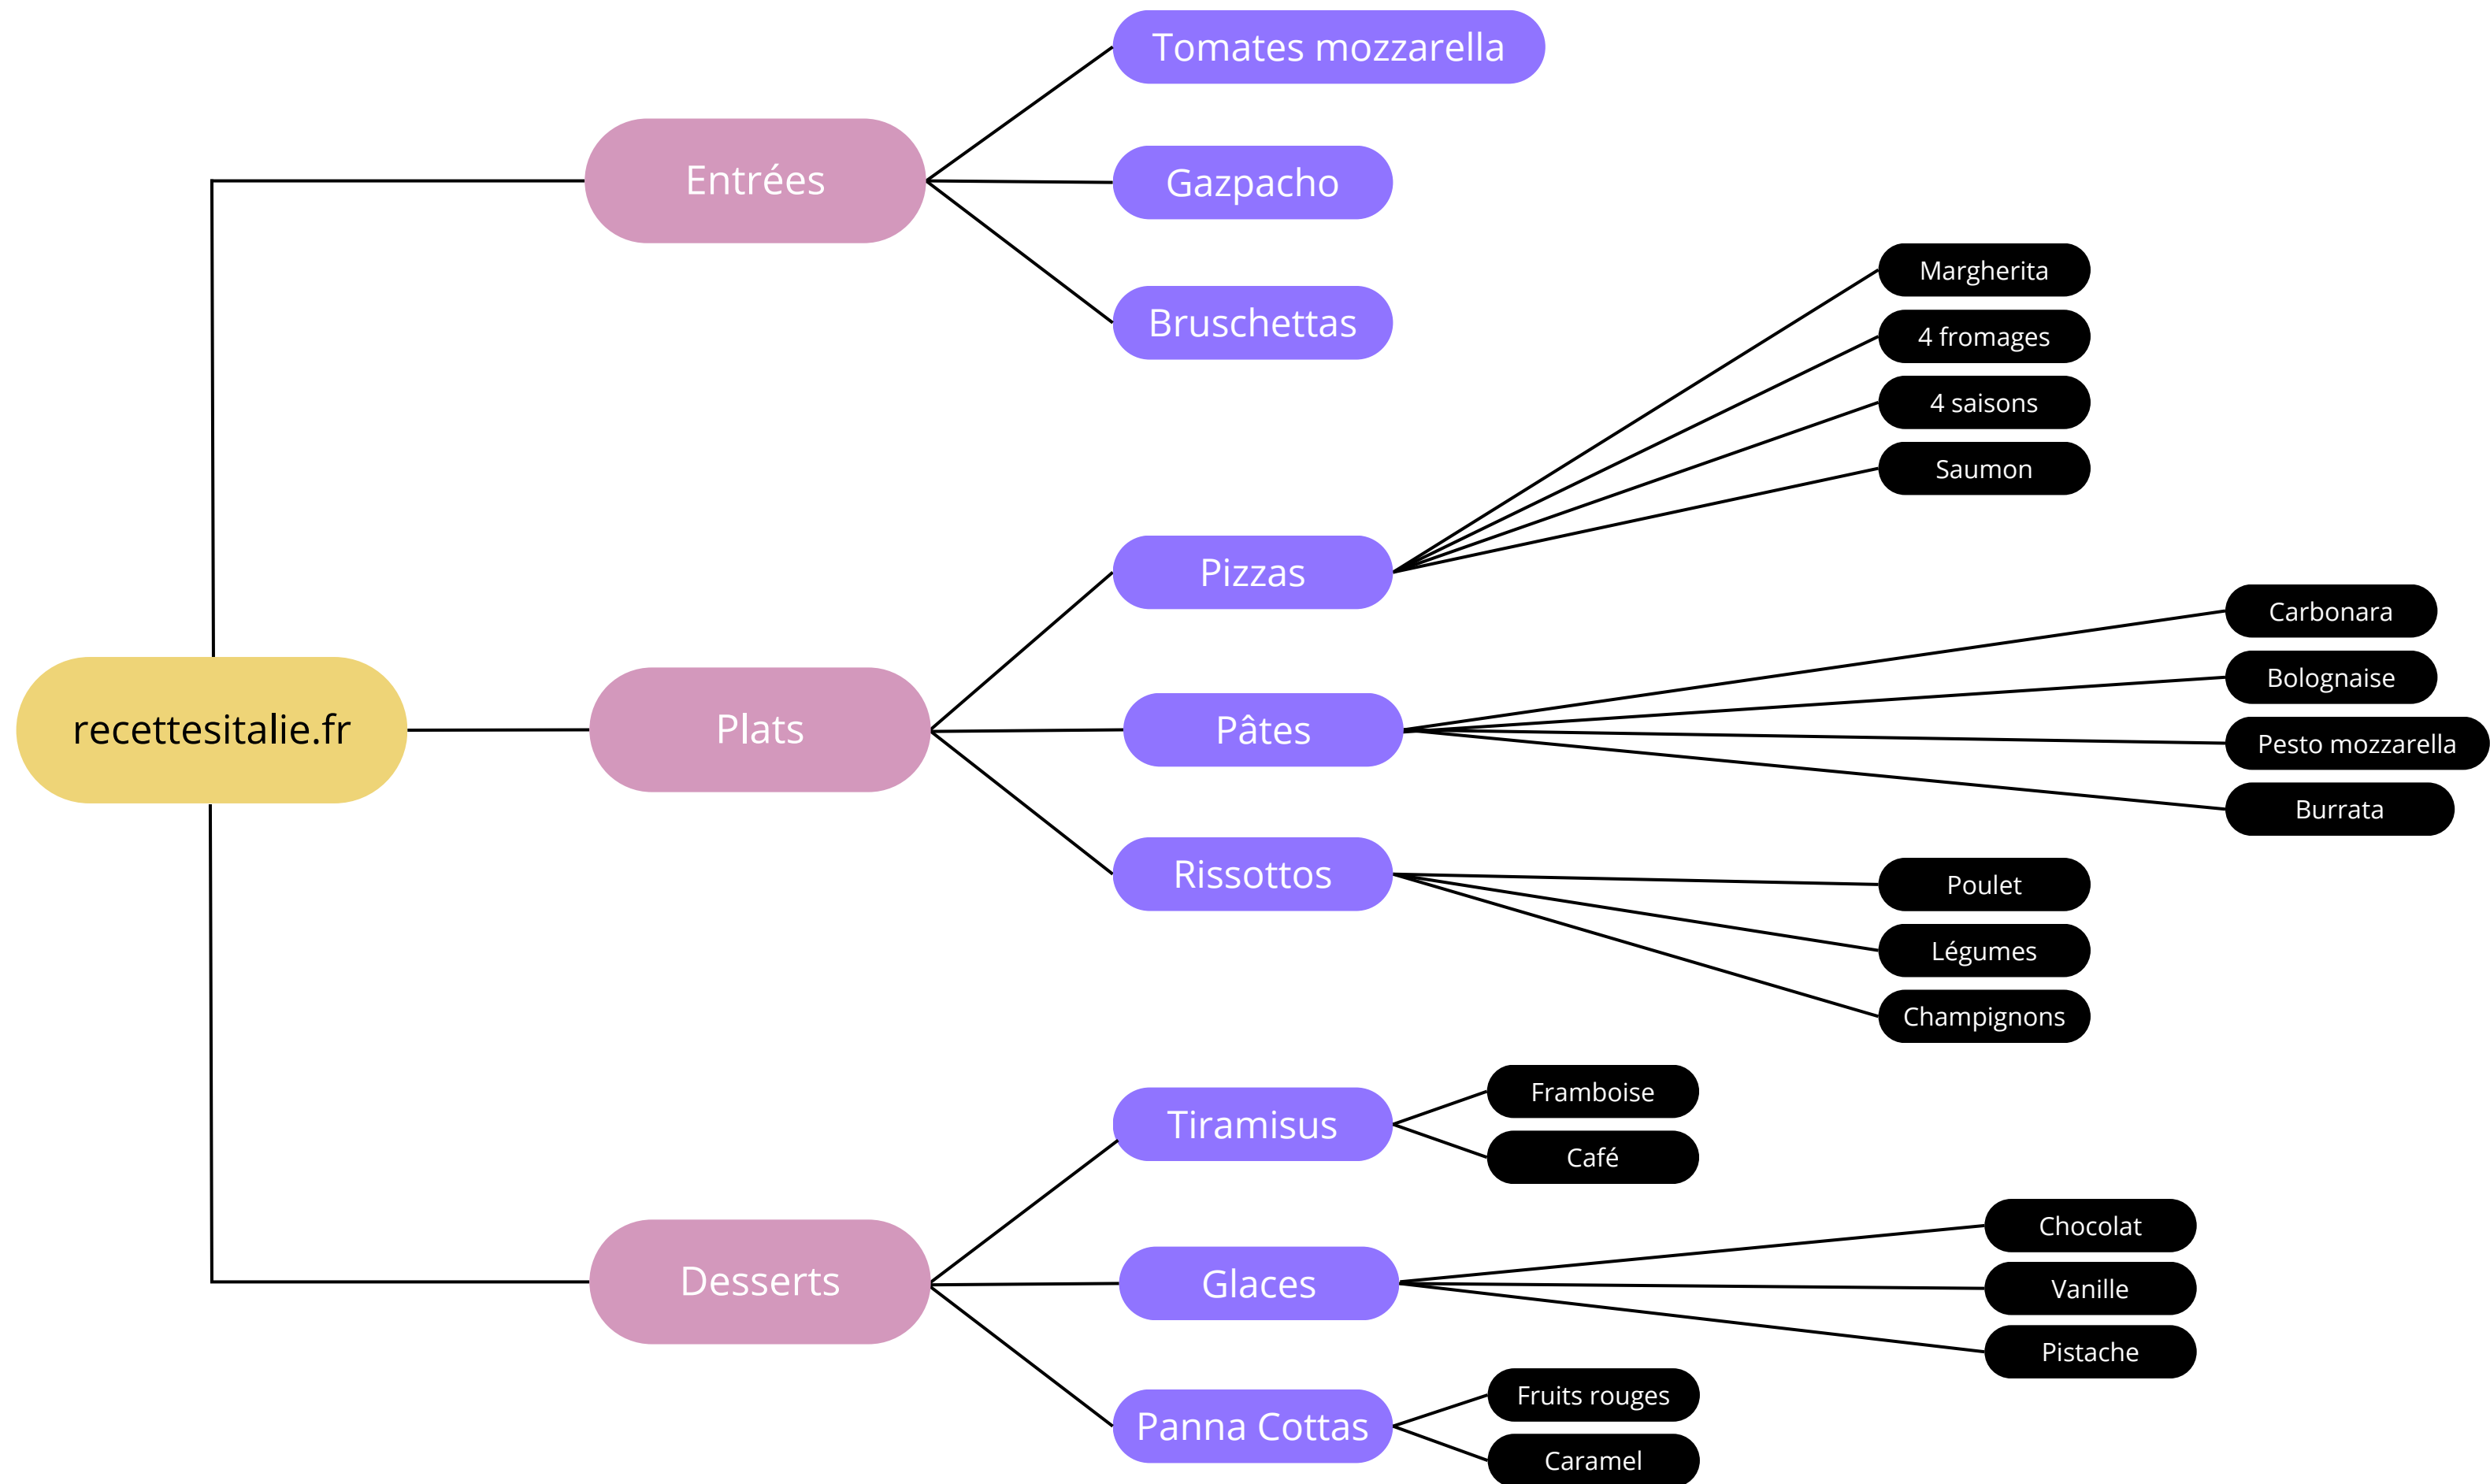 recettesitalie.fr
Entrées
Tomates mozzarella
Gazpacho
Bruschettas
Plats
Pizzas
Margherita
4 fromages
4 saisons
Saumon
Pâtes
Carbonara
Bolognaise
Pesto mozzarella
Burrata
Rissottos
Poulet
Légumes
Champignons
Desserts
Tiramisus
Framboise
Café
Glaces
Chocolat
Vanille
Pistache
Panna Cottas
Fruits rouges
Caramel